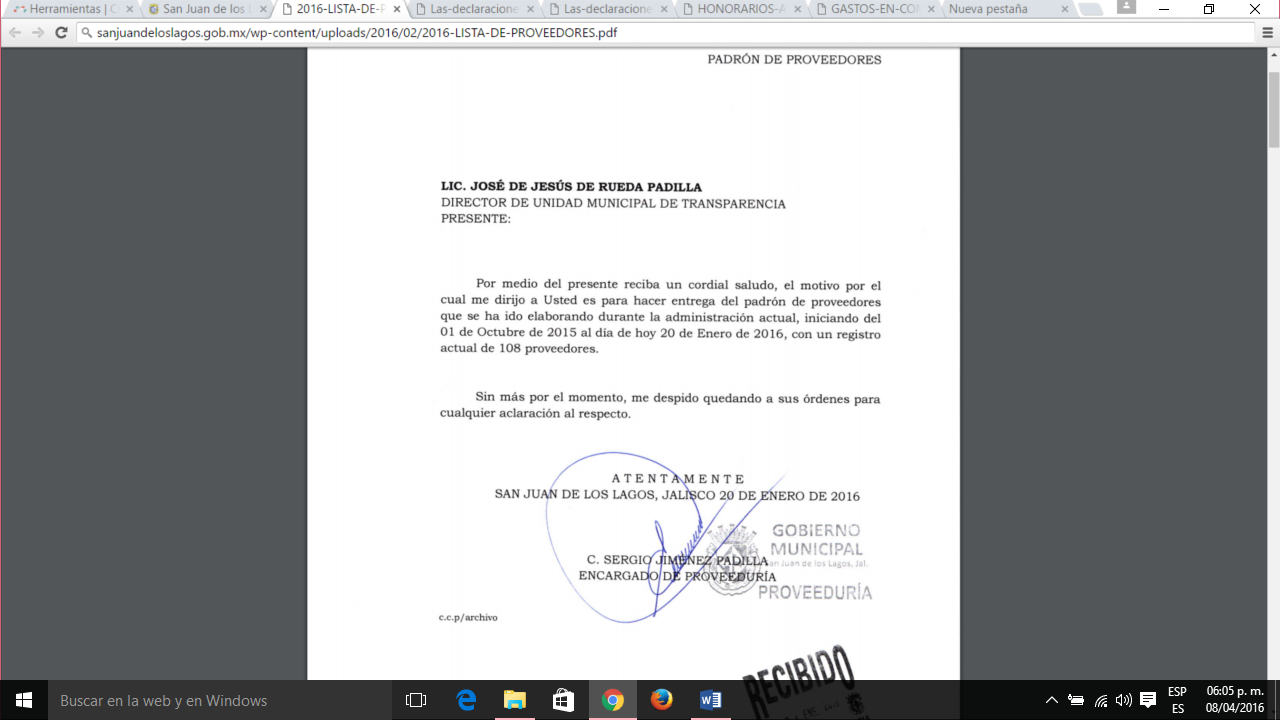 Herramientas | C
San Juan de los L
2016-LISTA-DE-P
Las-declaracione
Las-declaracione
HONORARIOS-A
GASTOS-EN-CON
Nueva pestaña
sanjuandeloslagos.gob.mx/wp-content/uploads/2016/02/2016-LISTA-DE-PROVEEDORES.pdf
PADRÓN DE PROVEEDORES
LIC. JOSÉ DE JESÚS DE RUEDA PADILLA
DIRECTOR DE UNIDAD MUNICIPAL DE TRANSPARENCIA
PRESENTE:
Por medio del presente reciba un cordial saludo, el motivo por el
cual me dirijo a Usted es para hacer entrega del padrón de proveedores
que se ha ido elaborando durante la administración actual, iniciando del
01 de Octubre de 2015 al día de hoy 20 de Enero de 2016, con un registro
actual de 108 proveedores.
Sin más por el momento, me despido quedando a sus órdenes para
cualquier aclaración al respecto.
A T E N T A M E N T E
SAN JUAN DE LOS LAGOS, JALISCO 20 DE ENERO DE 2016
GOBIERNO
MUNICIPAL
San Juan de los Lagos, Jal.
PROVEEDURÍA
C. SERGIO JIMENEZ PADILLA
ENCARGADO DE PROVEEDURÍA
c.c.p/archivo
RECIBIDO
Buscar en la web y en Windows
ESP
ES
06:05 p. m.
08/04/2016